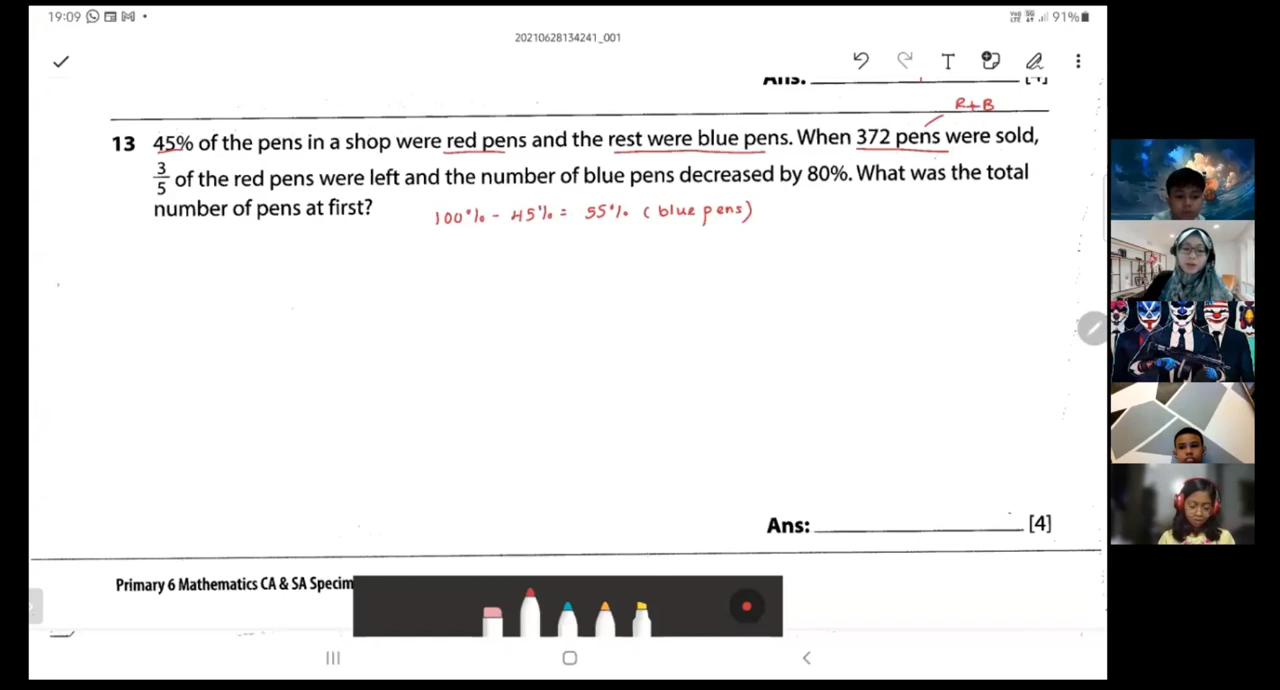 19:09
91%
20210628134241_001
T
Ans. [4]
R+B
13 45% of the pens in a shop were red pens and the rest were blue pens. When 372 pens were sold,
3/5 of the red pens were left and the number of blue pens decreased by 80%. What was the total
number of pens at first?
100% - 45% = 55% (blue pens)
Ans: [4]
Primary 6 Mathematics CA & SA Specim